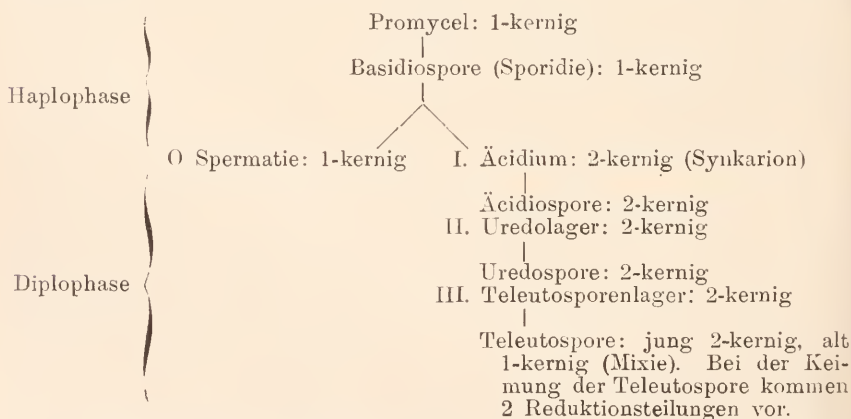 Promycel: 1-kernig
Basidiospore (Sporidie): 1-kernig
Haplophase
O Spermatie: 1-kernig I. Äcidium: 2-kernig (Synkarion)
Äcidiospore: 2-kernig
II. Uredolager: 2-kernig
Diplophase
Uredospore: 2-kernig
III. Teleutosporenlager: 2-kernig
Teleutospore: jung 2-kernig, alt
1-kernig (Mixie). Bei der Kei-
mung der Teleutospore kommen
2 Reduktionsteilungen vor.